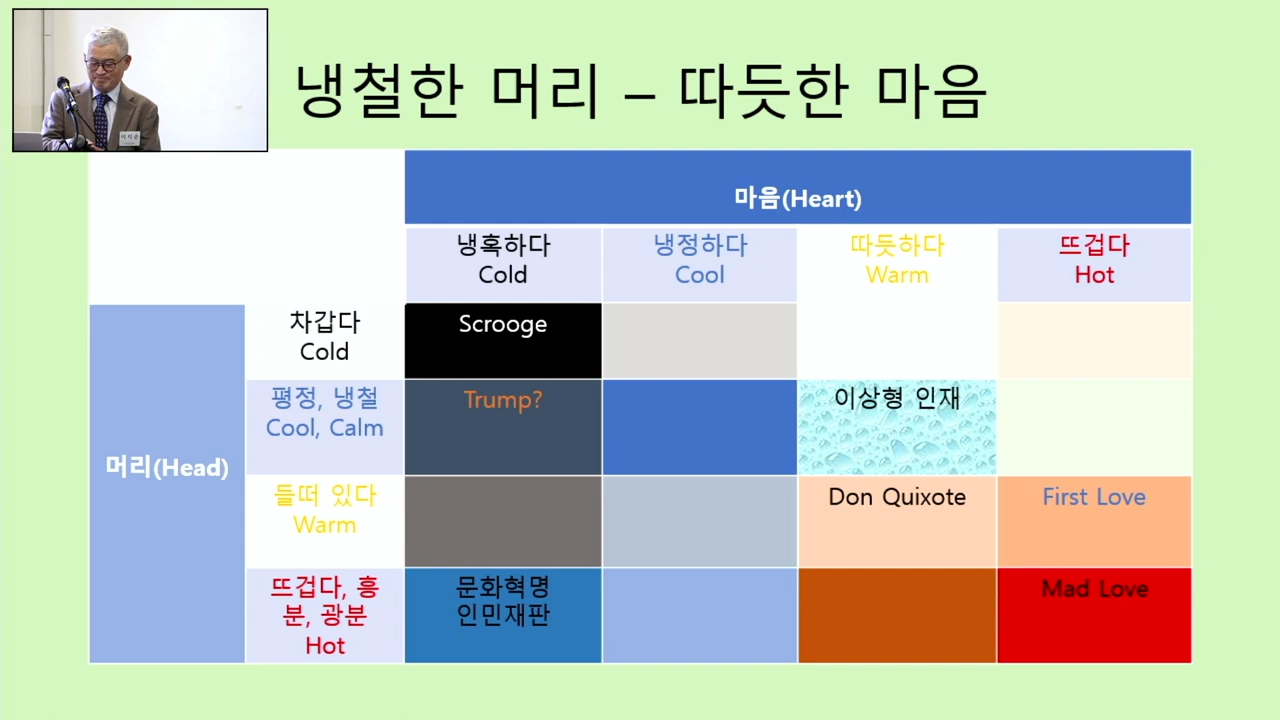 냉철한 머리 – 따듯한 마음
마음(Heart)
냉혹하다
Cold
냉정하다
Cool
따듯하다
Warm
뜨겁다
Hot
머리(Head)
차갑다
Cold
Scrooge
평정, 냉철
Cool, Calm
Trump?
이상형 인재
들떠 있다
Warm
Don Quixote
First Love
뜨겁다, 흥
분, 광분
Hot
문화혁명
인민재판
Mad Love